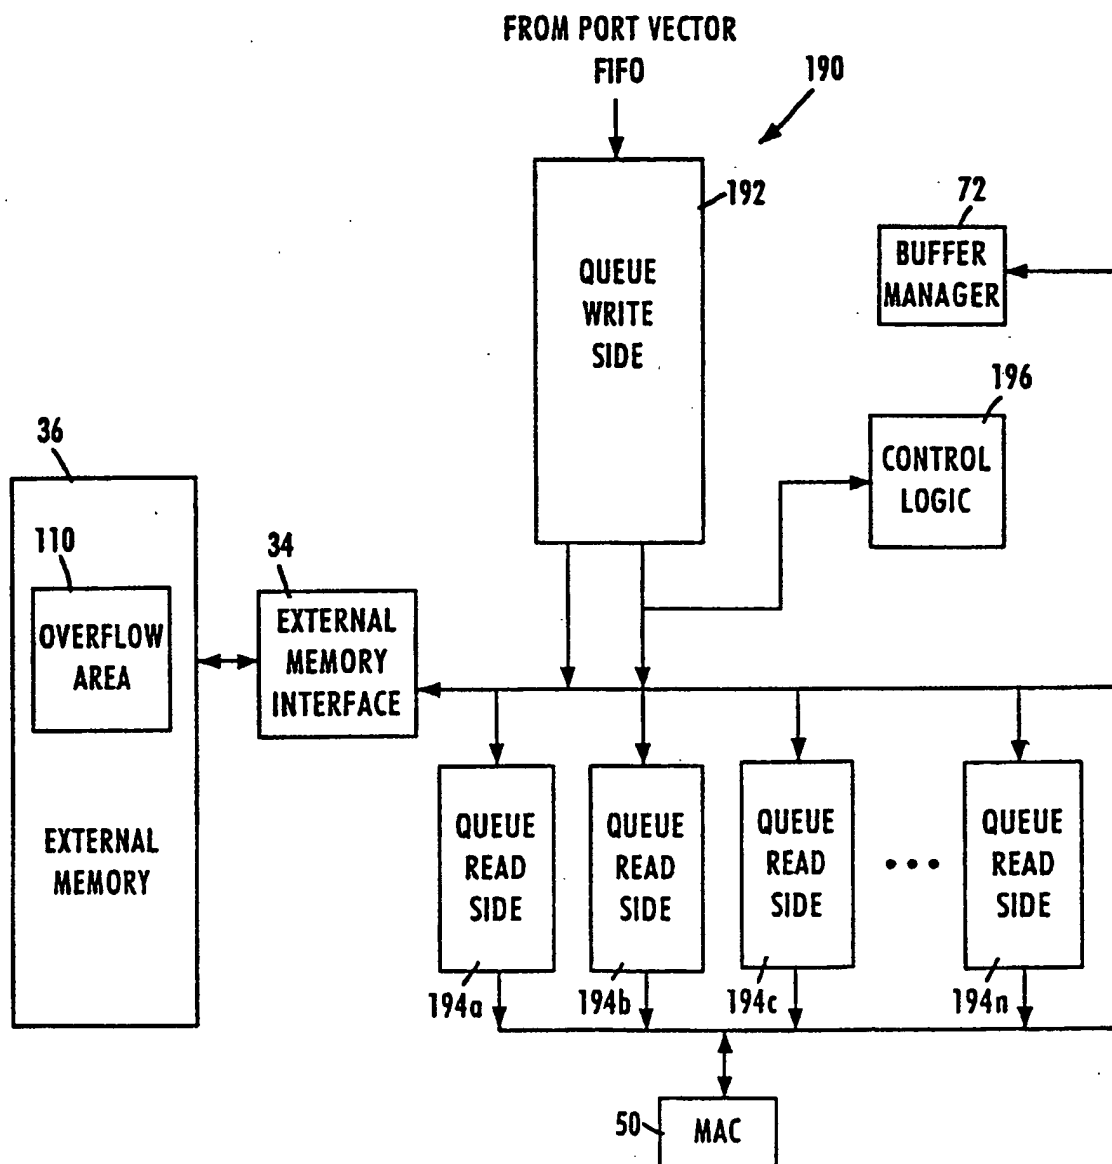 FROM PORT VECTOR
FIFO
190
192
QUEUE
WRITE
SIDE
72
BUFFER
MANAGER
196
CONTROL
LOGIC
36
110
OVERFLOW
AREA
EXTERNAL
MEMORY
34
EXTERNAL
MEMORY
INTERFACE
QUEUE
READ
SIDE
194a
QUEUE
READ
SIDE
194b
QUEUE
READ
SIDE
194c
QUEUE
READ
SIDE
194n
50
MAC